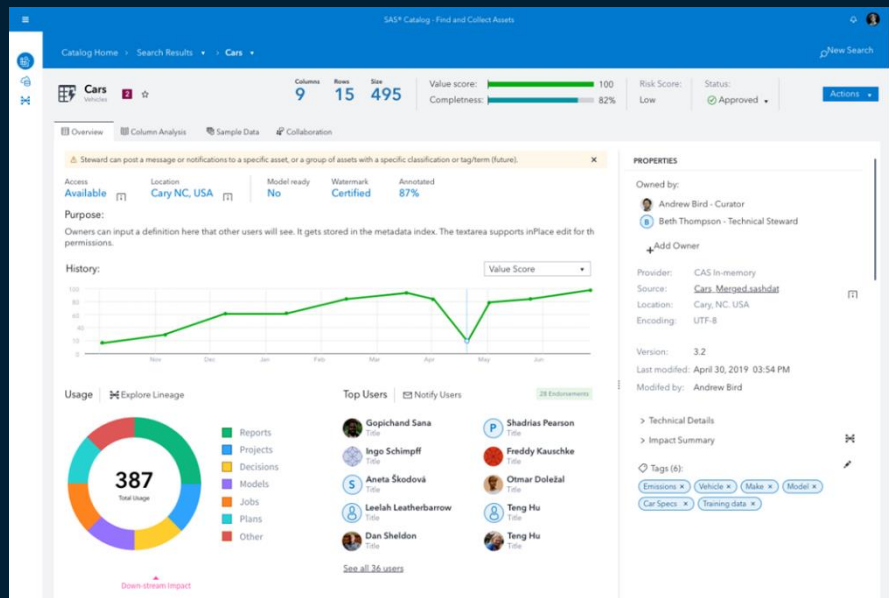 SAS® Catalog - Find and Collect Assets
Catalog Home > Search Results > Cars
New Search
Cars
Vehicles
2
Columns
9
Rows
15
Size
495
Value score: 100
Completness: 82%
Risk Score:
Low
Status:
Approved
Actions
Overview
Column Analysis
Sample Data
Collaboration
Steward can post a message or notifications to a specific asset, or a group of assets with a specific classification or tag/term (future).
PROPERTIES
Access
Available
Location
Cary NC, USA
Model ready
No
Watermark
Certified
Annotated
87%
Purpose:
Owners can input a definition here that other users will see. It gets stored in the metadata index. The textarea supports inPlace edit for th
permissions.
History:
Value Score
100
80
60
40
0
Nov Dec Jan Feb Mar Apr May Jun
Usage
Explore Lineage
387
Total Usage
Reports
Projects
Decisions
Models
Jobs
Plans
Other
Down-stream Impact
Top Users
Notify Users
28 Endorsements
Gopichand Sana
Title
Ingo Schimpff
Title
S
Aneta Škodová
Title
Leelah Leatherbarrow
Title
Dan Sheldon
Title
P
Shadrias Pearson
Title
Freddy Kauschke
Title
Otmar Doležal
Title
Teng Hu
Title
Teng Hu
Title
See all 36 users
Owned by:
Andrew Bird - Curator
B
Beth Thompson - Technical Steward
Add Owner
Provider: CAS In-memory
Source: Cars_Merged.sashdat
Location: Cary, NC. USA
Encoding: UTF-8
Version: 3.2
Last modifed: April 30, 2019 03:54 PM
Modifed by: Andrew Bird
Technical Details
Impact Summary
Tags (6):
Emissions ×
Vehicle ×
Make ×
Model ×
Car Specs ×
Training data ×